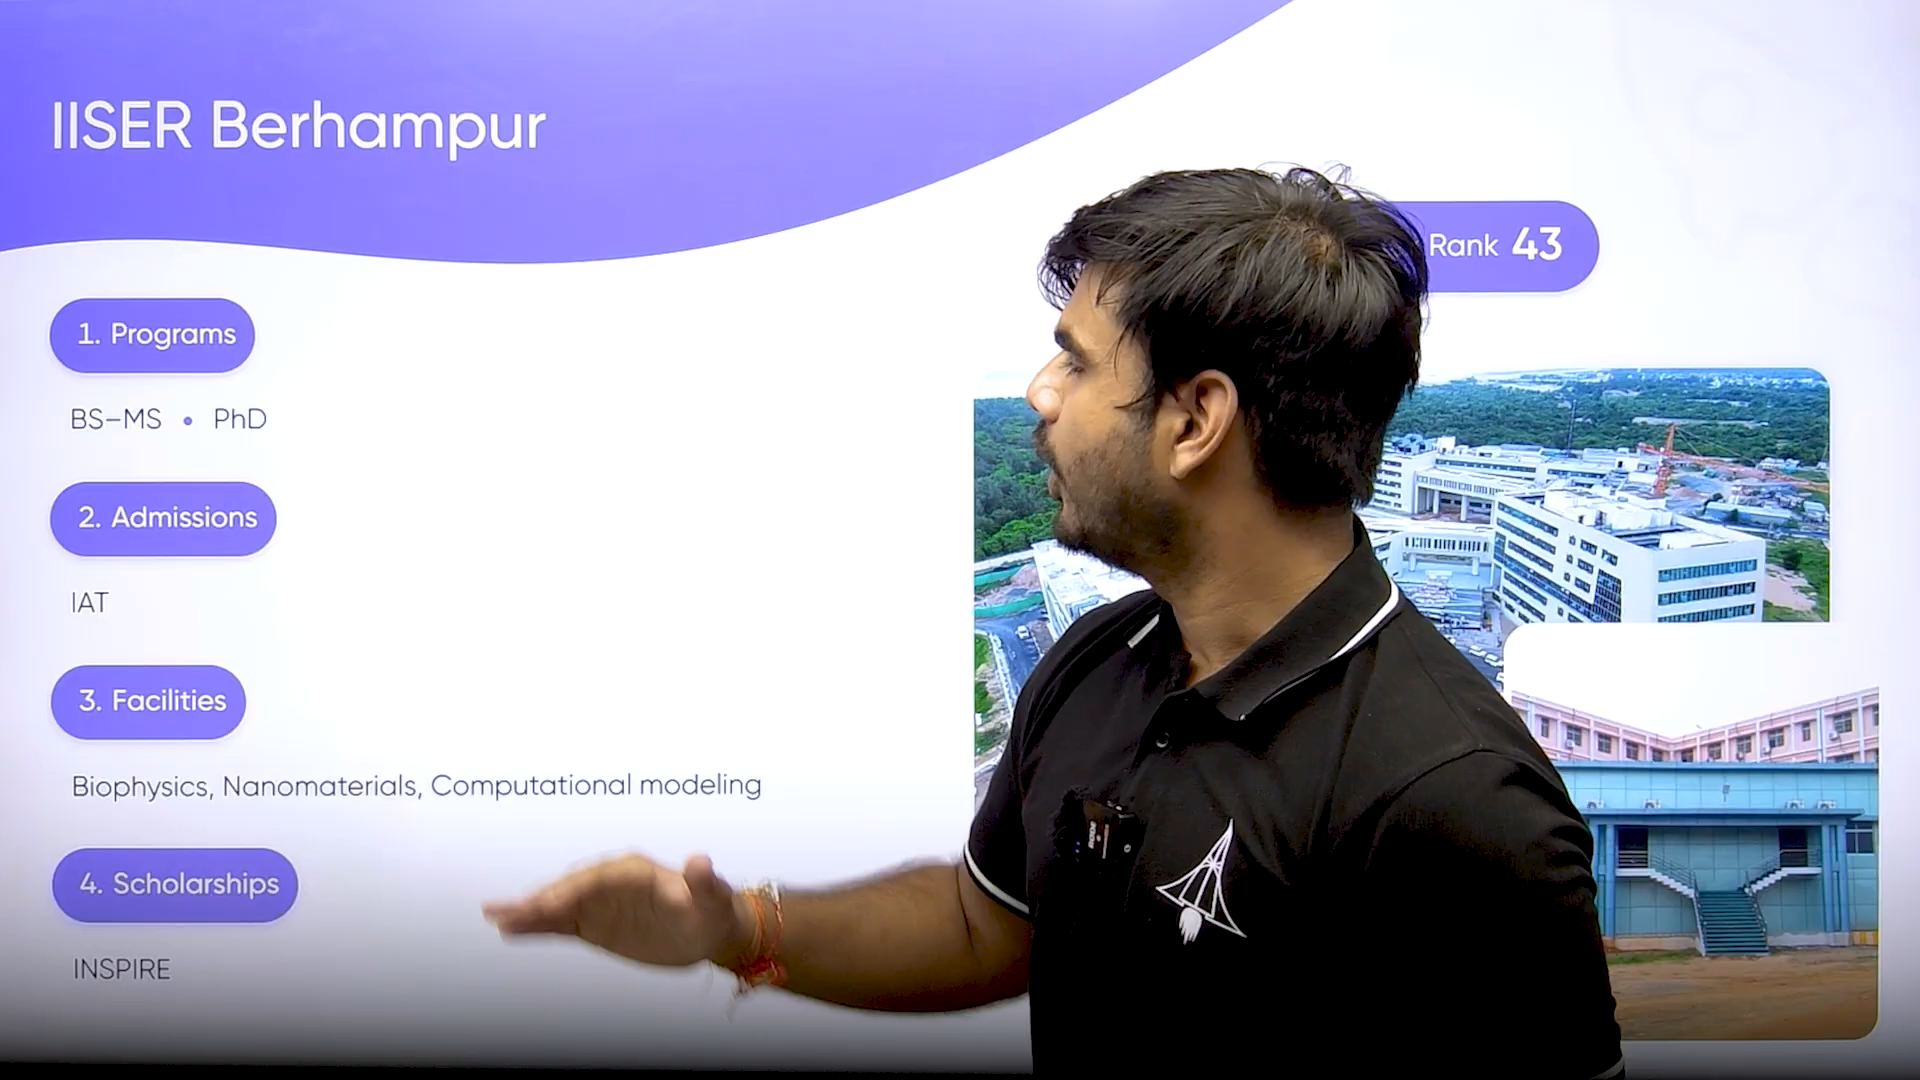 IISER Berhampur
Rank 43
1. Programs
BS–MS • PhD
2. Admissions
IAT
3. Facilities
Biophysics, Nanomaterials, Computational modeling
4. Scholarships
INSPIRE
RODE